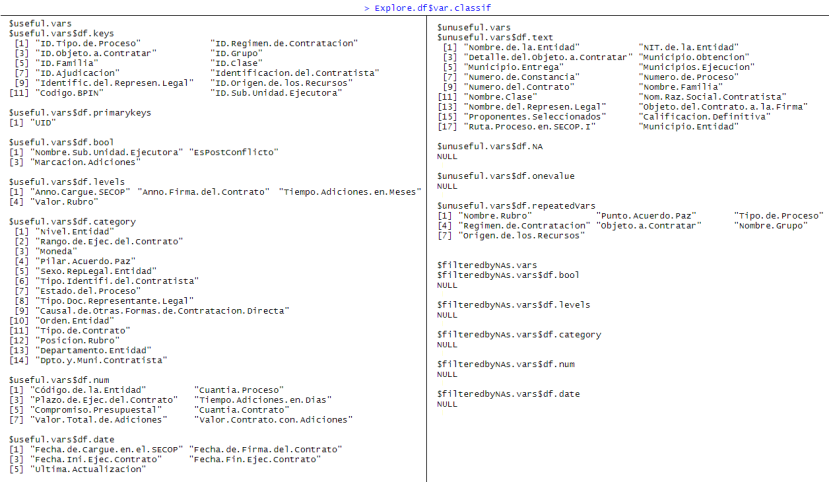 > Explore.df$var.classif
$useful.vars
$useful.vars$df.keys
[1] "ID.Tipo.de.Proceso" "ID.Regimen.de.Contratacion"
[3] "ID.Objeto.a.Contratar" "ID.Grupo"
[5] "ID.Familia" "ID.Clase"
[7] "ID.Ajudicacion" "Identificacion.del.Contratista"
[9] "Identific.del.Represen.Legal" "ID.Origen.de.los.Recursos"
[11] "Codigo.BPIN" "ID.Sub.Unidad.Ejecutora"
$useful.vars$df.primarykeys
[1] "UID"
$useful.vars$df.bool
[1] "Nombre.Sub.Unidad.Ejecutora" "EsPostConflicto"
[3] "Marcacion.Adiciones"
$useful.vars$df.levels
[1] "Anno.Cargue.SECOP" "Anno.Firma.del.Contrato" "Tiempo.Adiciones.en.Meses"
[4] "Valor.Rubro"
$useful.vars$df.category
[1] "Nivel.Entidad"
[2] "Rango.de.Ejec.del.Contrato"
[3] "Moneda"
[4] "Pilar.Acuerdo.Paz"
[5] "Sexo.RepLegal.Entidad"
[6] "Tipo.Identifi.del.Contratista"
[7] "Estado.del.Proceso"
[8] "Tipo.Doc.Representante.Legal"
[9] "Causal.de.Otras.Formas.de.Contratacion.Directa"
[10] "Orden.Entidad"
[11] "Tipo.de.Contrato"
[12] "Posicion.Rubro"
[13] "Departamento.Entidad"
[14] "Dpto.y.Muni.Contratista"
$useful.vars$df.num
[1] "Código.de.la.Entidad" "Cuantia.Proceso"
[3] "Plazo.de.Ejec.del.Contrato" "Tiempo.Adiciones.en.Dias"
[5] "Compromiso.Presupuestal" "Cuantia.Contrato"
[7] "Valor.Total.de.Adiciones" "Valor.Contrato.con.Adiciones"
$useful.vars$df.date
[1] "Fecha.de.Cargue.en.el.SECOP" "Fecha.de.Firma.del.Contrato"
[3] "Fecha.Ini.Ejec.Contrato" "Fecha.Fin.Ejec.Contrato"
[5] "Ultima.Actualizacion"
$unuseful.vars
$unuseful.vars$df.text
[1] "Nombre.de.la.Entidad" "NIT.de.la.Entidad"
[3] "Detalle.del.Objeto.a.Contratar" "Municipio.Obtencion"
[5] "Municipio.Entrega" "Municipios.Ejecucion"
[7] "Numero.de.Constancia" "Numero.de.Proceso"
[9] "Numero.del.Contrato" "Nombre.Familia"
[11] "Nombre.Clase" "Nom.Raz.Social.Contratista"
[13] "Nombre.del.Represen.Legal" "Objeto.del.Contrato.a.la.Firma"
[15] "Proponentes.Seleccionados" "Calificacion.Definitiva"
[17] "Ruta.Proceso.en.SECOP.I" "Municipio.Entidad"
$unuseful.vars$df.NA
NULL
$unuseful.vars$df.onevalue
NULL
$unuseful.vars$df.repeatedVars
[1] "Nombre.Rubro" "Punto.Acuerdo.Paz" "Tipo.de.Proceso"
[4] "Regimen.de.Contratacion" "Objeto.a.Contratar" "Nombre.Grupo"
[7] "Origen.de.los.Recursos"
$filteredbyNAs.vars
$filteredbyNAs.vars$df.bool
NULL
$filteredbyNAs.vars$df.levels
NULL
$filteredbyNAs.vars$df.category
NULL
$filteredbyNAs.vars$df.num
NULL
$filteredbyNAs.vars$df.date
NULL